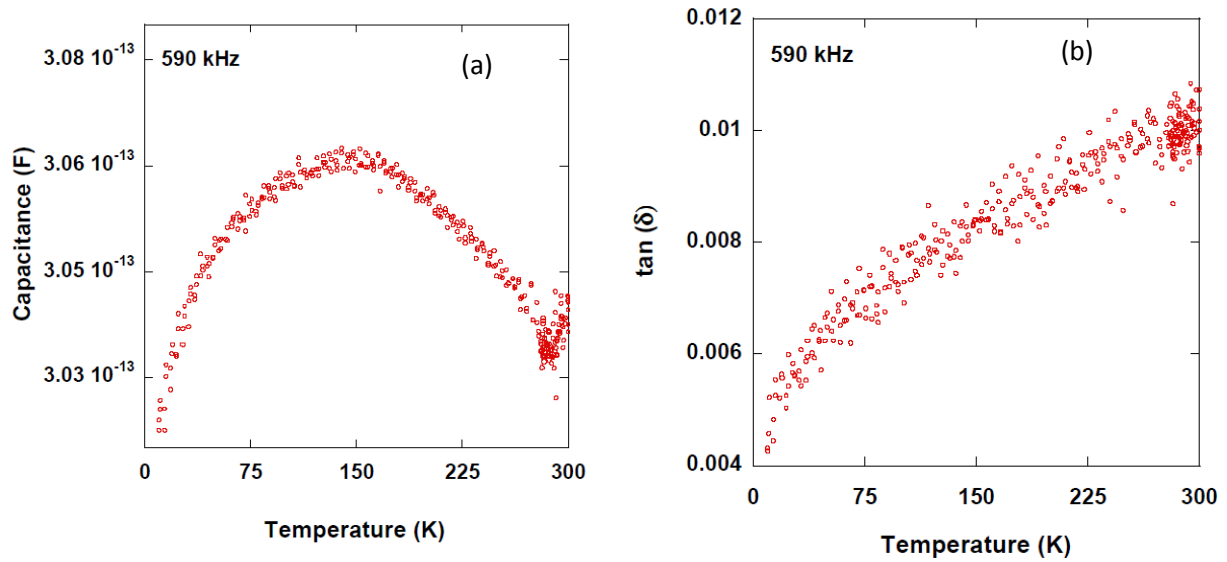 590 kHz
(a)
3.08 10⁻¹³
3.06 10⁻¹³
3.05 10⁻¹³
3.03 10⁻¹³
Capacitance (F)
0 75 150 225 300
Temperature (K)
590 kHz
(b)
0.012
0.01
0.008
0.006
0.004
tan (δ)
0 75 150 225 300
Temperature (K)